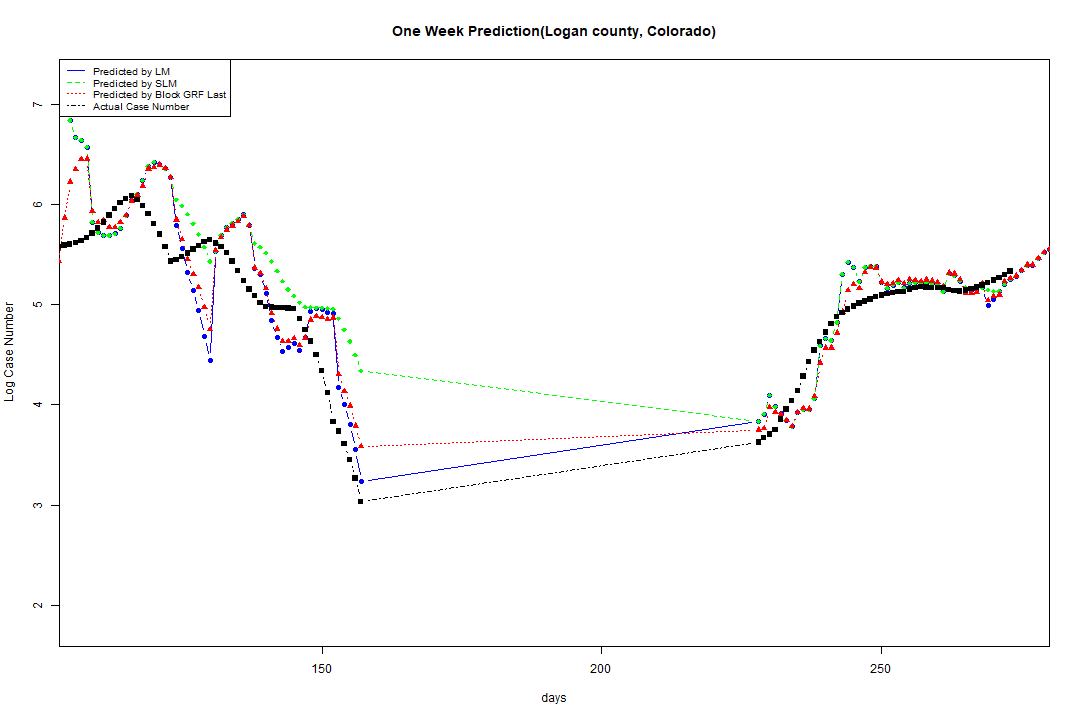 One Week Prediction(Logan county, Colorado)
Predicted by LM
Predicted by SLM
Predicted by Block GRF Last
Actual Case Number
7
6
5
4
3
2
Log Case Number
150 200 250
days